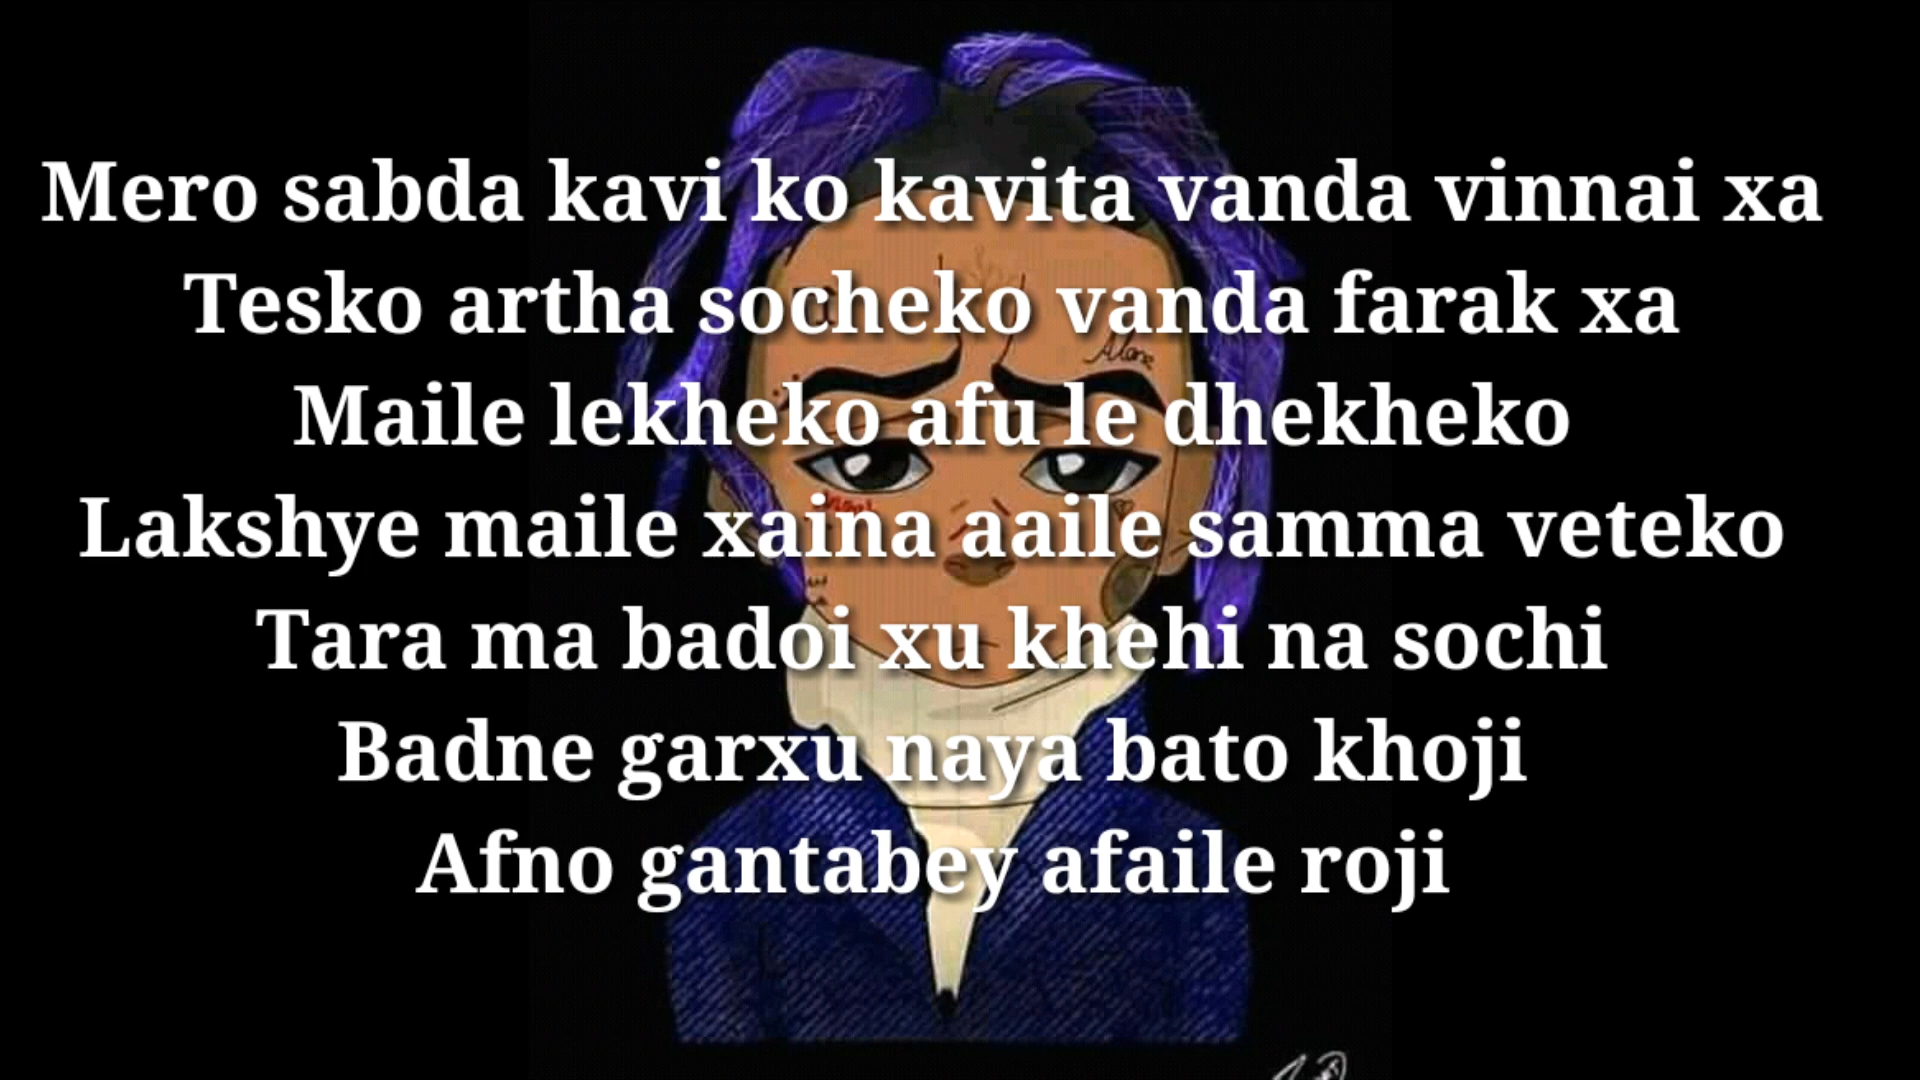 Mero sabda kavi ko kavita vanda vinnai xa
Tesko artha socheko vanda farak xa
Alone
Maile lekheko afu le dhekheko
Lakshye maile xaina aaile samma veteko
Tara ma badoi xu khehi na sochi
Badne garxu naya bato khoji
Afno gantabey afaile roji